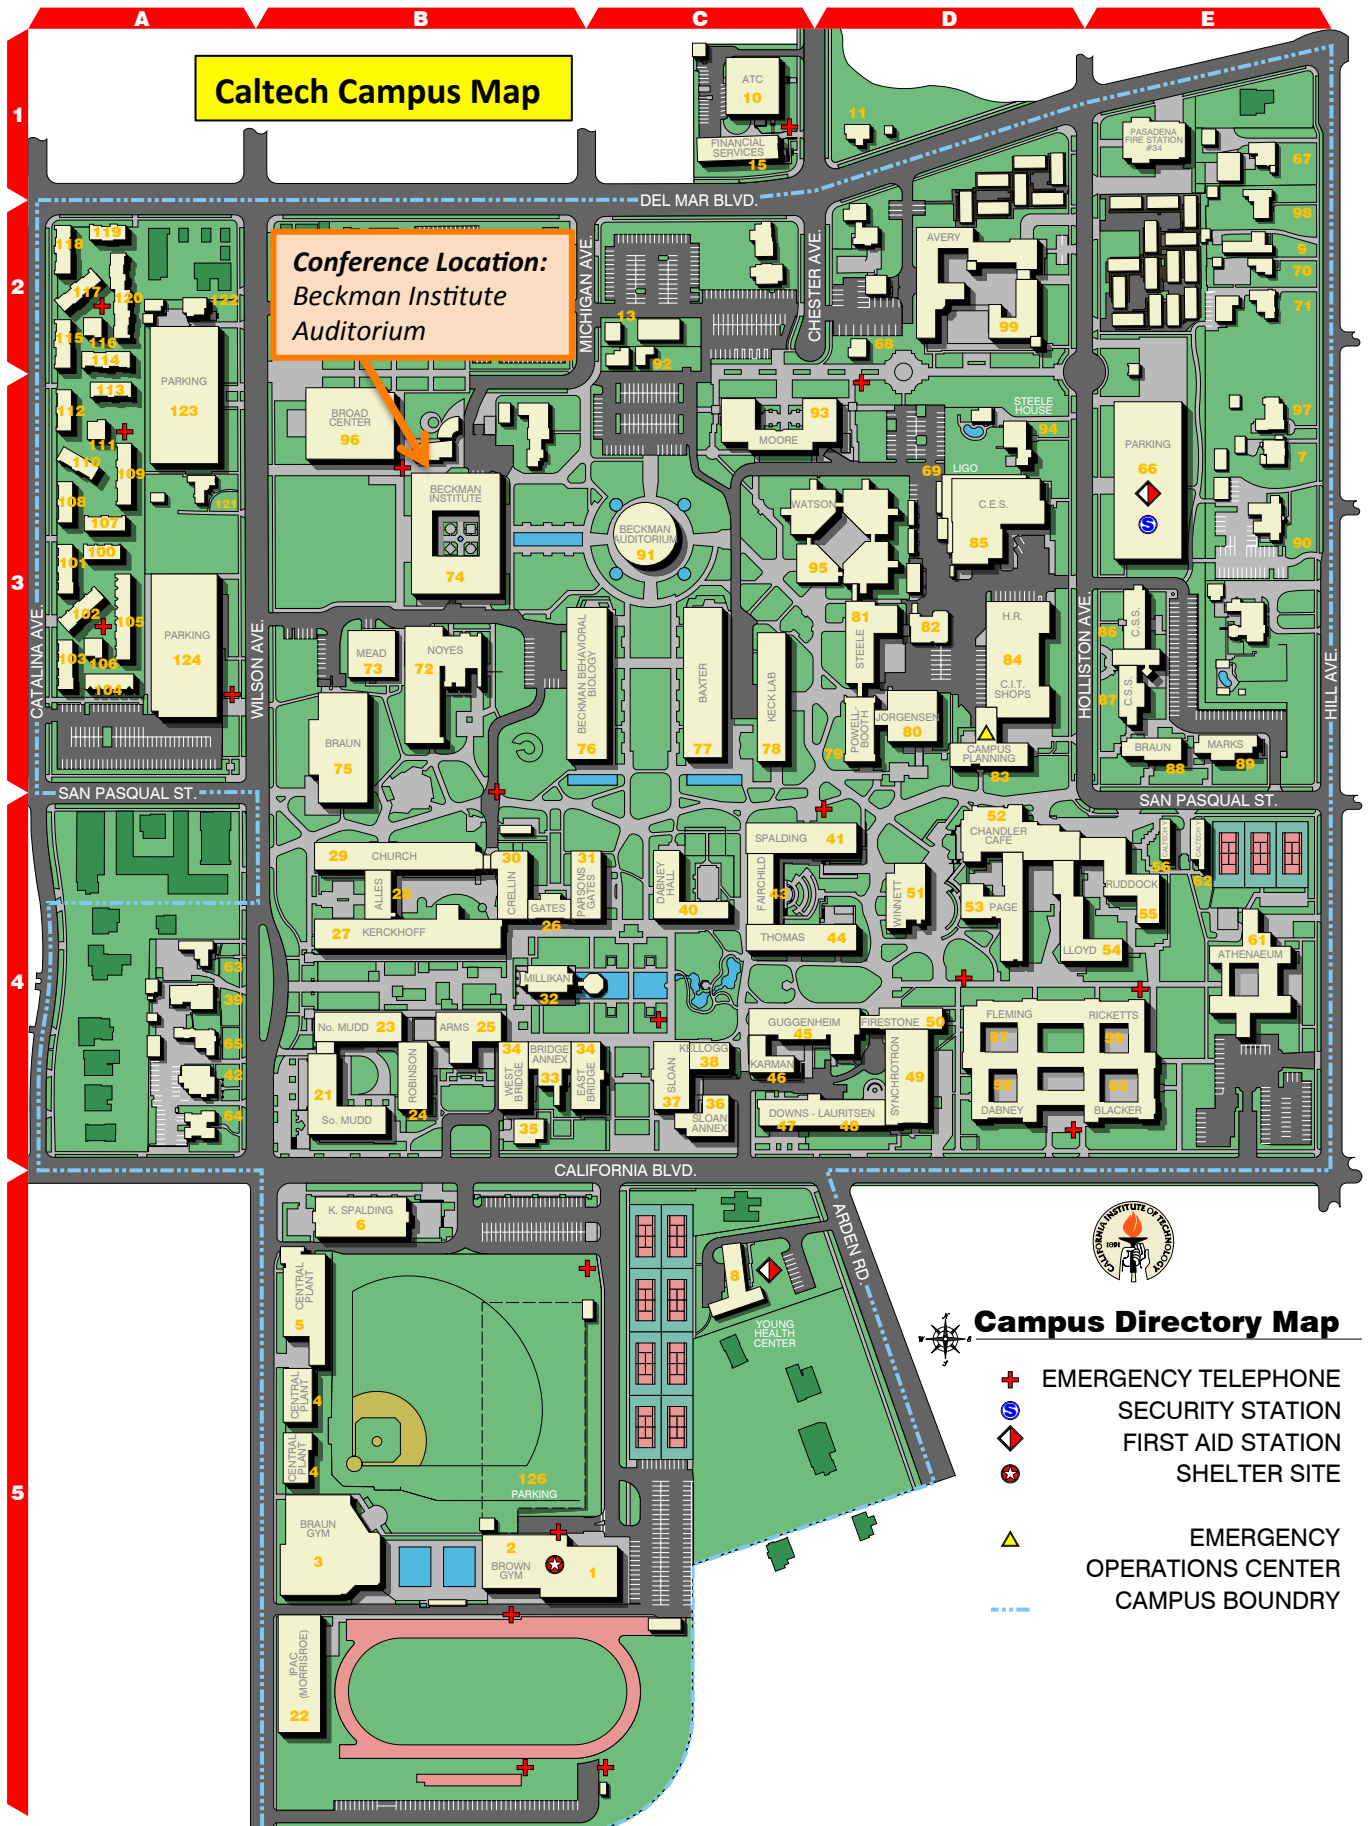 A
B
C
D
E
1
2
3
4
5
Caltech Campus Map
Conference Location:
Beckman Institute
Auditorium
ATC
10
FINANCIAL
SERVICES
15
11
PASADENA
FIRE STATION
#34
67
98
9
70
71
DEL MAR BLVD.
MICHIGAN AVE.
CHESTER AVE.
118
119
117
120
122
115
116
114
113
112
111
110
109
108
107
121
100
101
102
105
103
106
104
PARKING
123
PARKING
124
CATALINA AVE.
WILSON AVE.
13
92
68
AVERY
99
BROAD
CENTER
96
MOORE
93
STEELE
HOUSE
94
69
LIGO
PARKING
66
S
97
7
90
BECKMAN
INSTITUTE
74
BECKMAN
AUDITORIUM
91
WATSON
95
C.E.S.
85
MEAD
73
NOYES
72
BRAUN
75
BECKMAN BEHAVIORAL
BIOLOGY
76
BAXTER
77
KECK LAB
78
STEELE
81
82
H.R.
84
C.I.T.
SHOPS
POWELL-
BOOTH
79
JORGENSEN
80
CAMPUS
PLANNING
83
HOLLISTON AVE.
C.S.S.
86
C.S.S.
87
BRAUN
88
MARKS
89
HILL AVE.
SAN PASQUAL ST.
SAN PASQUAL ST.
29
CHURCH
30
CRELLIN
31
PARSONS
GATES
ALLES
28
GATES
26
27
KERCKHOFF
DABNEY
HALL
40
SPALDING
41
FAIRCHILD
43
THOMAS
44
WINNETT
51
52
CHANDLER
CAFE
53
PAGE
LLOYD
54
RUDDOCK
55
CALTECH Y
56
CALTECH Y
62
61
ATHENAEUM
63
39
65
42
64
MILLIKAN
32
No. MUDD
23
ARMS
25
21
So. MUDD
ROBINSON
24
34
WEST
BRIDGE
BRIDGE
ANNEX
33
34
EAST
BRIDGE
35
KELLOGG
38
SLOAN
37
36
SLOAN
ANNEX
GUGGENHEIM
45
FIRESTONE
50
KARMAN
46
SYNCHROTRON
49
DOWNS - LAURITSEN
47
48
FLEMING
57
RICKETTS
59
58
DABNEY
60
BLACKER
CALIFORNIA BLVD.
ARDEN RD.
K. SPALDING
6
CENTRAL
PLANT
5
CENTRAL
PLANT
4
CENTRAL
PLANT
4
8
YOUNG
HEALTH
CENTER
126
PARKING
BRAUN
GYM
3
2
BROWN
GYM
1
IPAC
(MORRISROE)
22
CALIFORNIA INSTITUTE OF TECHNOLOGY
1891
N
W
E
S
Campus Directory Map
EMERGENCY TELEPHONE
S
SECURITY STATION
FIRST AID STATION
SHELTER SITE
EMERGENCY
OPERATIONS CENTER
CAMPUS BOUNDRY